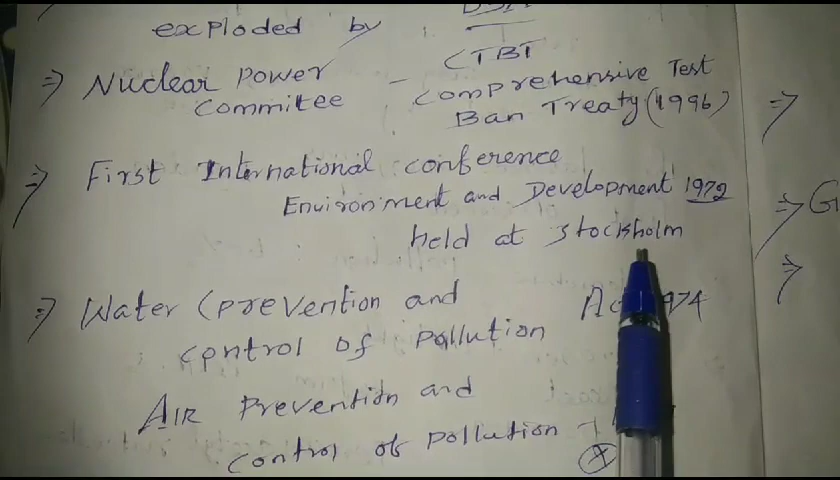 exploded by
CTBT
⇒ Nuclear power
Commitee – Comprehensive Test
Ban Treaty (1996)
⇒ First International conference
Environment and Development 1972
held at Stockholm
⇒ Water (prevention and
control of pollution 1974
AIR prevention and
control of pollution